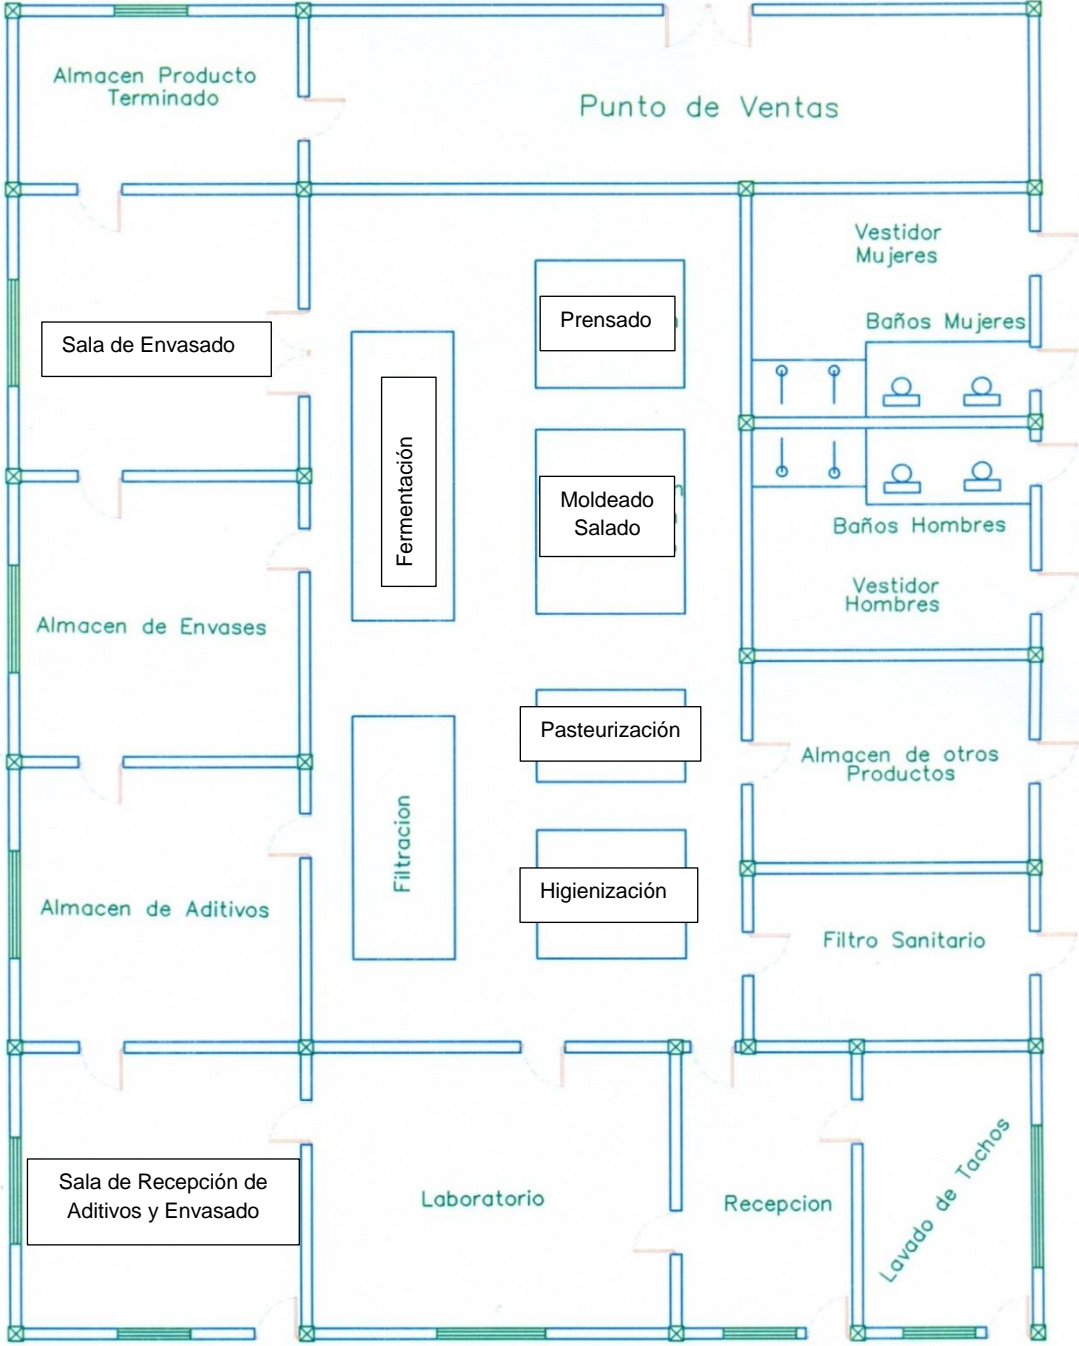 Almacen Producto
Terminado
Punto de Ventas
Vestidor
Mujeres
Baños Mujeres
Prensado
Sala de Envasado
Fermentación
Moldeado
Salado
Baños Hombres
Vestidor
Hombres
Almacen de Envases
Pasteurización
Almacen de otros
Productos
Filtracion
Higienización
Almacen de Aditivos
Filtro Sanitario
Sala de Recepción de
Aditivos y Envasado
Laboratorio
Recepcion
Lavado de Tachos